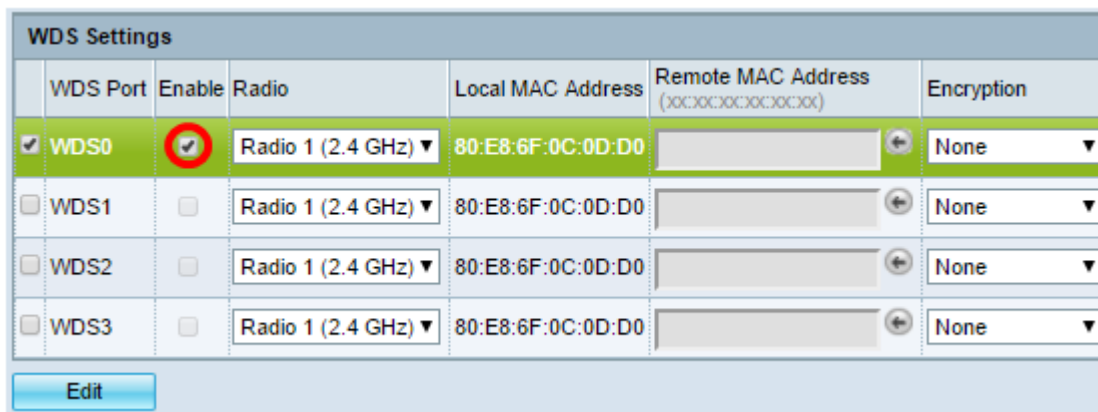 WDS Settings
WDS Port Enable Radio Local MAC Address Remote MAC Address Encryption
(xx:xx:xx:xx:xx:xx)
WDS0 Radio 1 (2.4 GHz) 80:E8:6F:0C:0D:D0 None
WDS1 Radio 1 (2.4 GHz) 80:E8:6F:0C:0D:D0 None
WDS2 Radio 1 (2.4 GHz) 80:E8:6F:0C:0D:D0 None
WDS3 Radio 1 (2.4 GHz) 80:E8:6F:0C:0D:D0 None
Edit